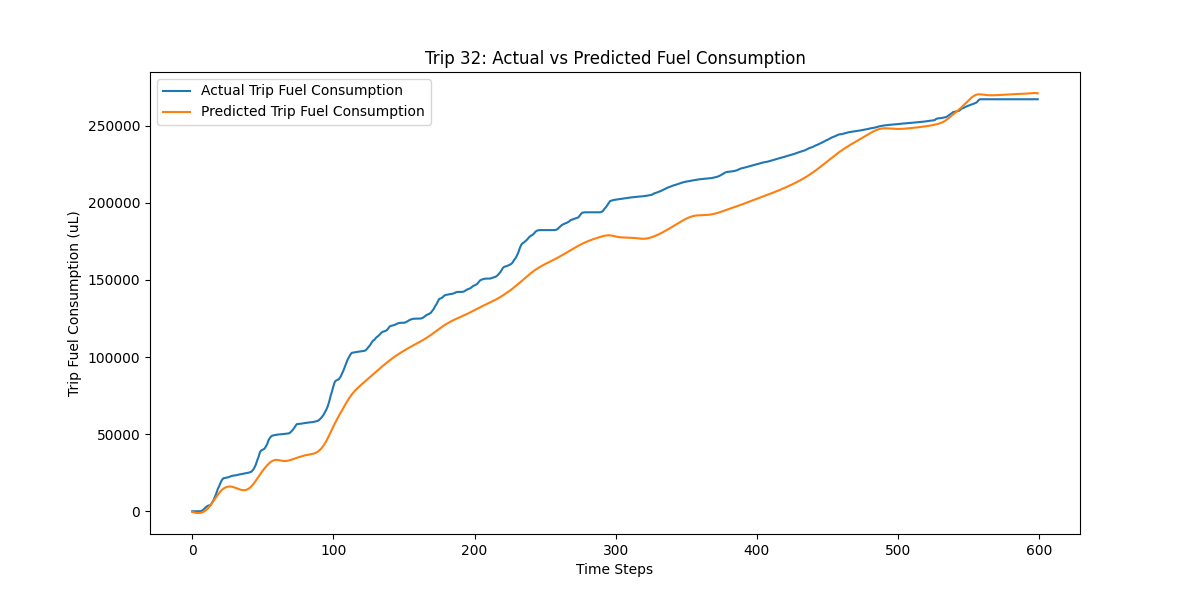 Trip 32: Actual vs Predicted Fuel Consumption
Actual Trip Fuel Consumption
Predicted Trip Fuel Consumption
Trip Fuel Consumption (uL)
250000
200000
150000
100000
50000
0
0 100 200 300 400 500 600
Time Steps